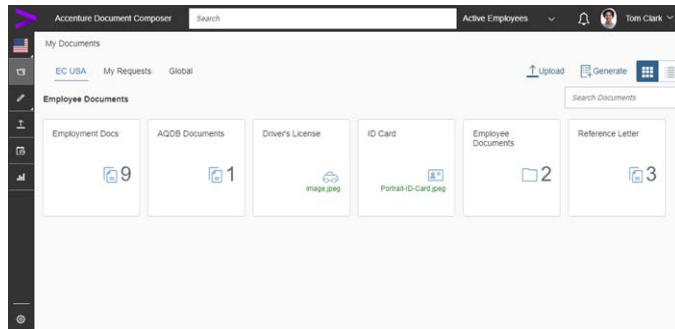 Accenture Document Composer
Search
Active Employees
Tom Clark
My Documents
EC USA
My Requests
Global
Upload
Generate
Employee Documents
Search Documents
Employment Docs
9
AQDB Documents
1
Driver's License
image.jpeg
ID Card
Portrait-ID-Card.jpeg
Employee
Documents
2
Reference Letter
3